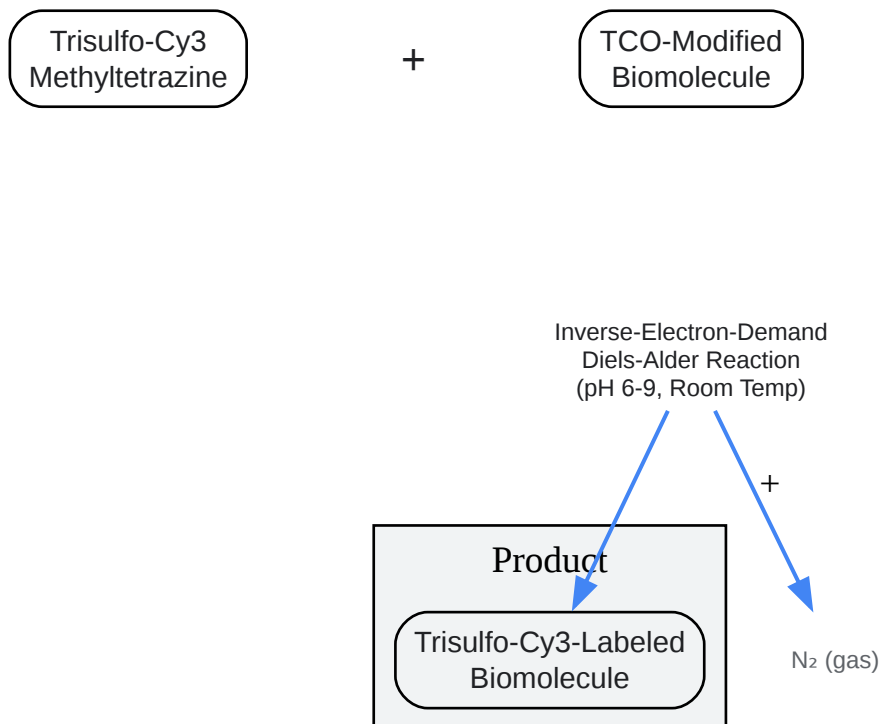 Trisulfo-Cy3
Methyltetrazine
+
TCO-Modified
Biomolecule
Inverse-Electron-Demand
Diels-Alder Reaction
(pH 6-9, Room Temp)
+
Product
Trisulfo-Cy3-Labeled
Biomolecule
N₂ (gas)